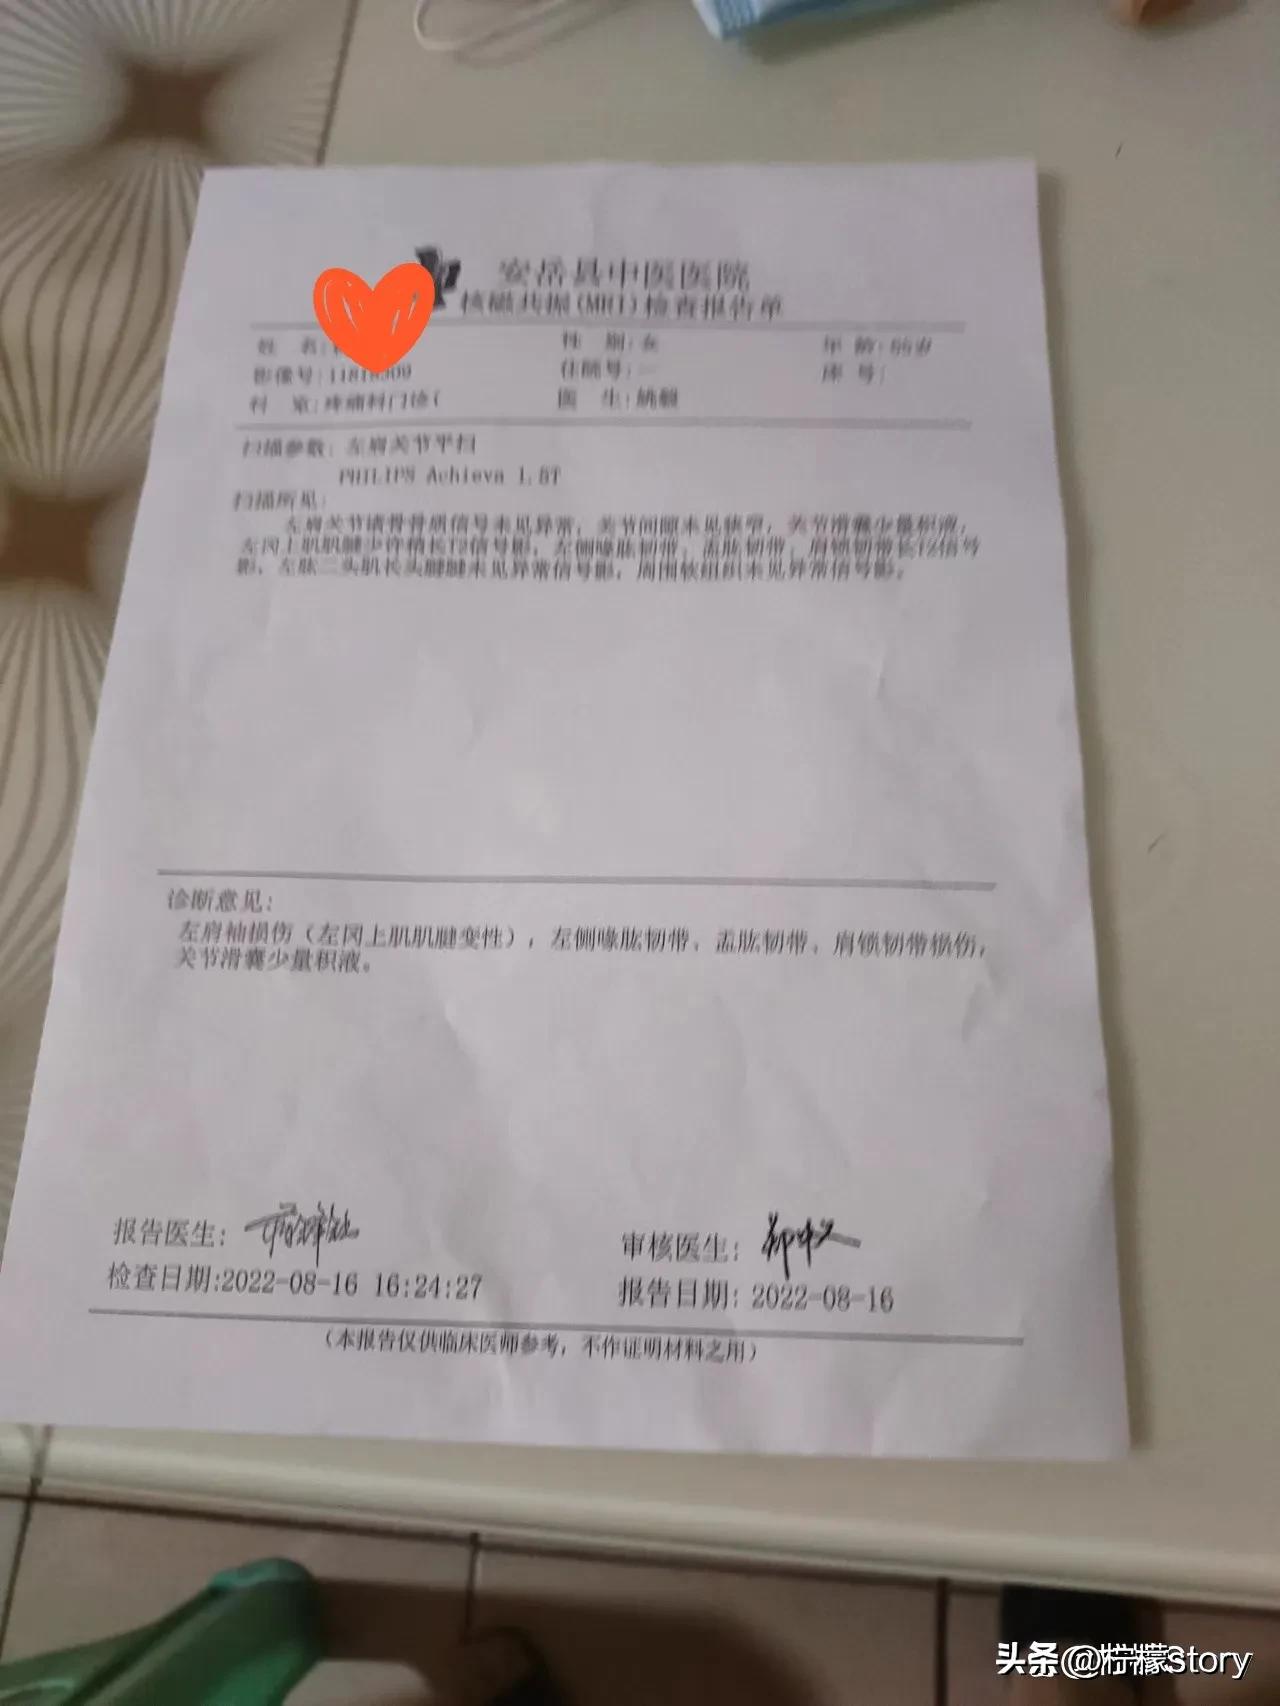 安岳县中医医院
核磁共振(MRI)检查报告单
姓 名:
性 别:女
年 龄:
影像号:
住院号:
床 号:
科 室:疼痛科门诊(
医 生:姚毅
扫描参数: 左肩关节平扫
PHILIPS Achieva 1.5T
扫描所见:
左肩关节诸骨骨质信号未见异常,关节间隙未见狭窄,关节滑囊少量积液,
左冈上肌肌腱少许稍长T2信号影,左侧喙肱韧带、盂肱韧带、肩锁韧带长T2信号
影,左肱二头肌长头腱腱未见异常信号影,周围软组织未见异常信号影。
诊断意见:
左肩袖损伤(左冈上肌肌腱变性),左侧喙肱韧带、盂肱韧带、肩锁韧带损伤,
关节滑囊少量积液。
报告医生:
审核医生:
检查日期:2022-08-16 16:24:27
报告日期: 2022-08-16
(本报告仅供临床医师参考,不作证明材料之用)
头条@柠檬Story